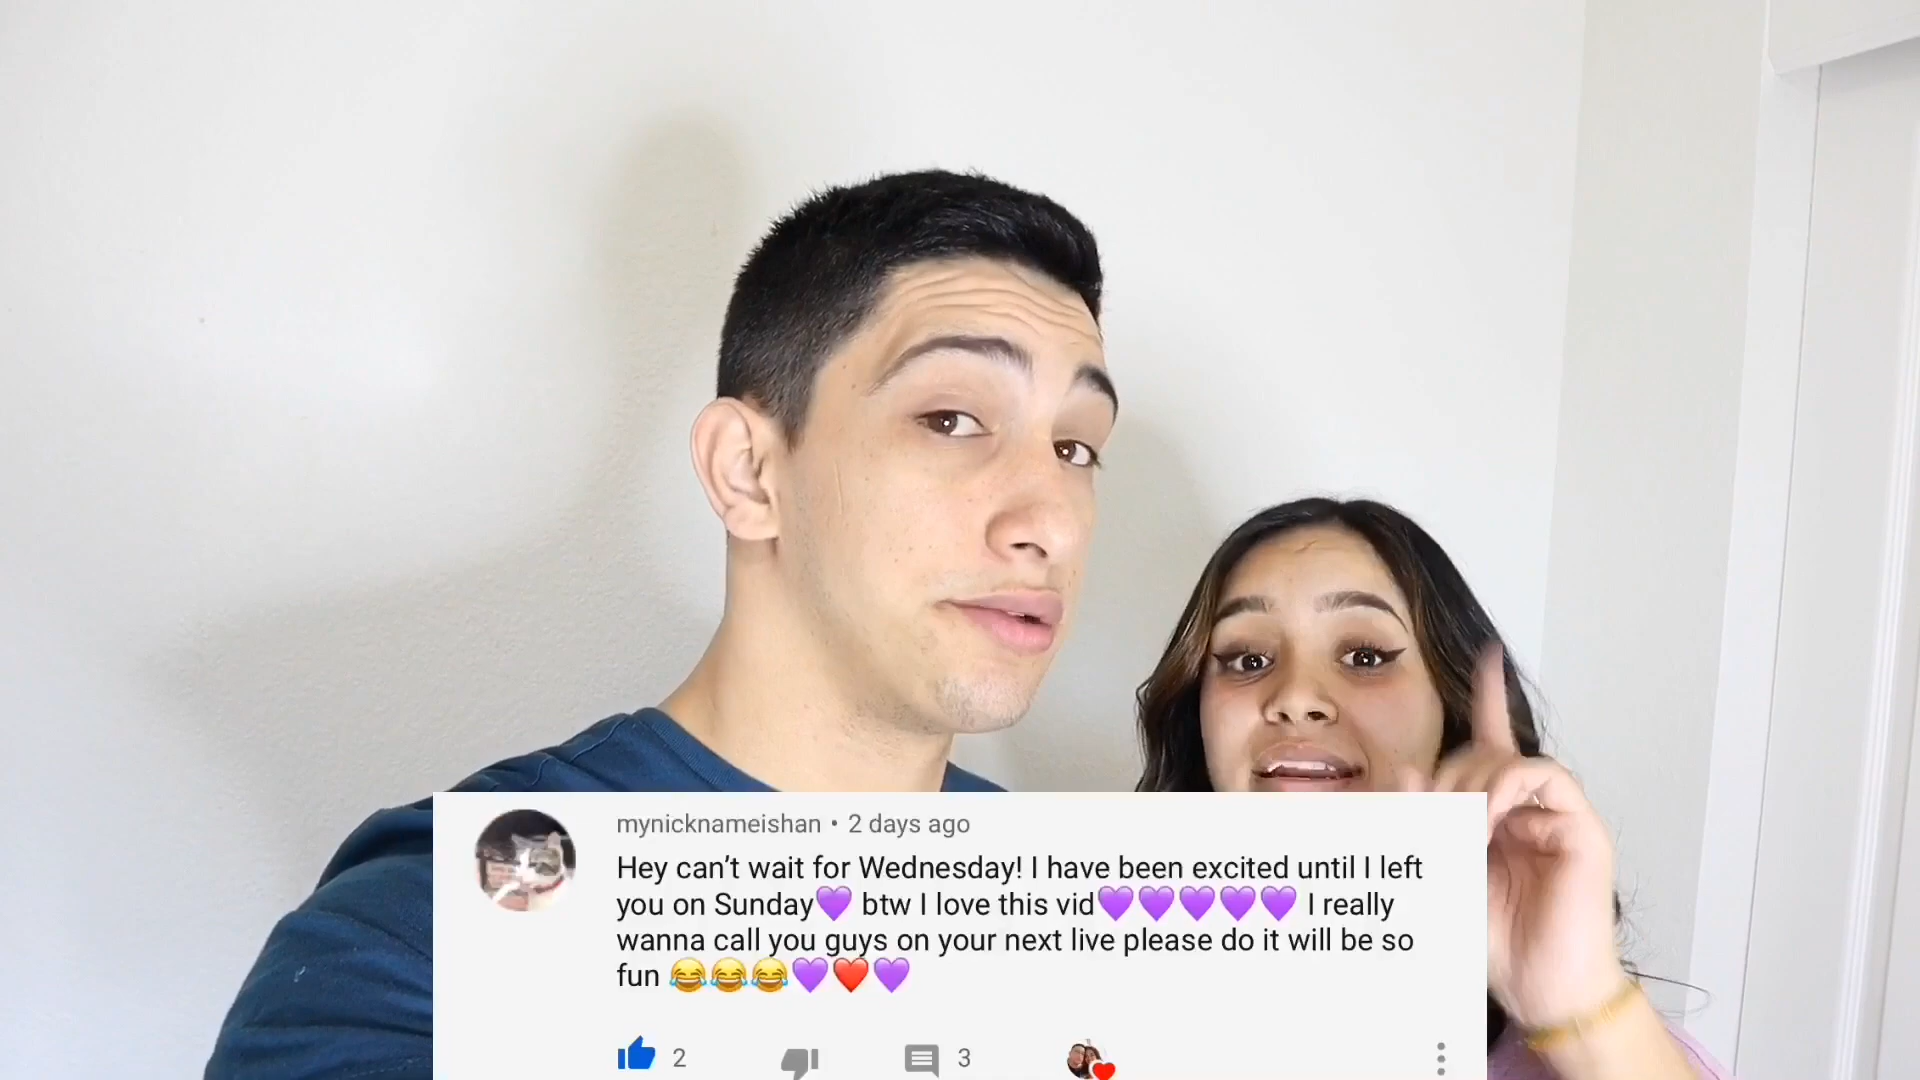 mynicknameishan • 2 days ago
Hey can’t wait for Wednesday! I have been excited until I left
you on Sunday💜 btw I love this vid💜💜💜💜💜 I really
wanna call you guys on your next live please do it will be so
fun 😂😂😂💜❤️💜
2 3